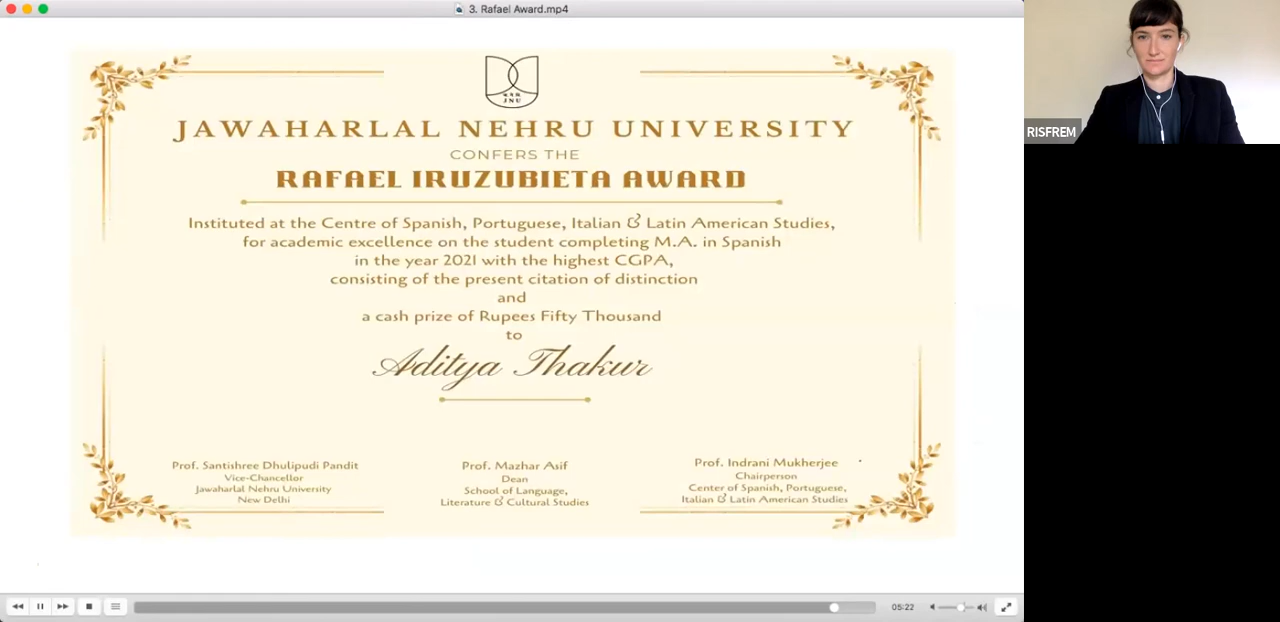 3. Rafael Award.mp4
JNU
JAWAHARLAL NEHRU UNIVERSITY
CONFERS THE
RAFAEL IRUZUBIETA AWARD
Instituted at the Centre of Spanish, Portuguese, Italian & Latin American Studies,
for academic excellence on the student completing M.A. in Spanish
in the year 2021 with the highest CGPA,
consisting of the present citation of distinction
and
a cash prize of Rupees Fifty Thousand
to
Aditya Thakur
Prof. Santishree Dhulipudi Pandit
Vice-Chancellor
Jawaharlal Nehru University
New Delhi
Prof. Mazhar Asif
Dean
School of Language,
Literature & Cultural Studies
Prof. Indrani Mukherjee
Chairperson
Center of Spanish, Portuguese,
Italian & Latin American Studies
05:22
RISFREM